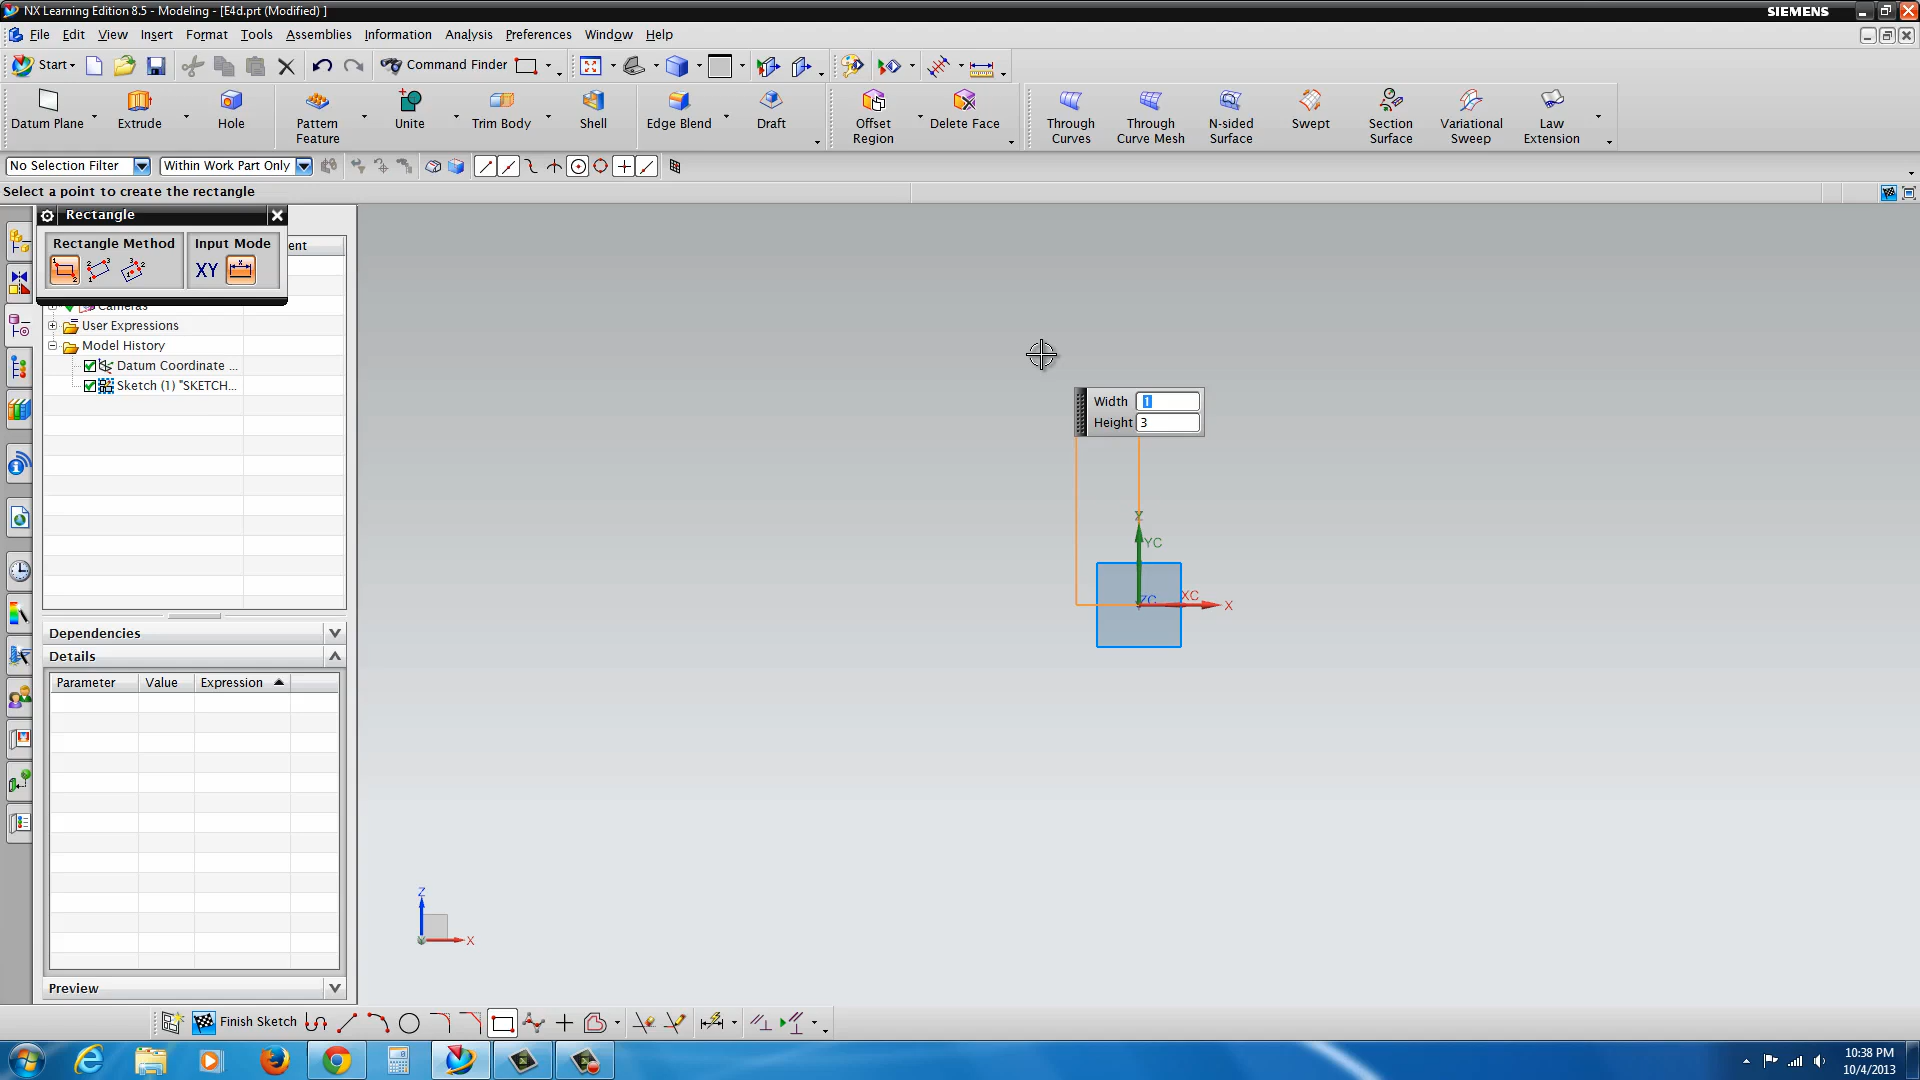 NX Learning Edition 8.5 - Modeling - [E4d.prt (Modified) ]
SIEMENS
File Edit View Insert Format Tools Assemblies Information Analysis Preferences Window Help
Start Command Finder
Datum Plane Extrude Hole Pattern Feature Unite Trim Body Shell Edge Blend Draft Offset Region Delete Face Through Curves Through Curve Mesh N-sided Surface Swept Section Surface Variational Sweep Law Extension
No Selection Filter Within Work Part Only
Select a point to create the rectangle
Rectangle
Rectangle Method Input Mode
ent
XY
Cameras
User Expressions
Model History
Datum Coordinate ...
Sketch (1) "SKETCH...
Width 1
Height 3
YC
XC
X
ZC
Dependencies
Details
Parameter Value Expression
Z
X
Preview
Finish Sketch
10:38 PM
10/4/2013